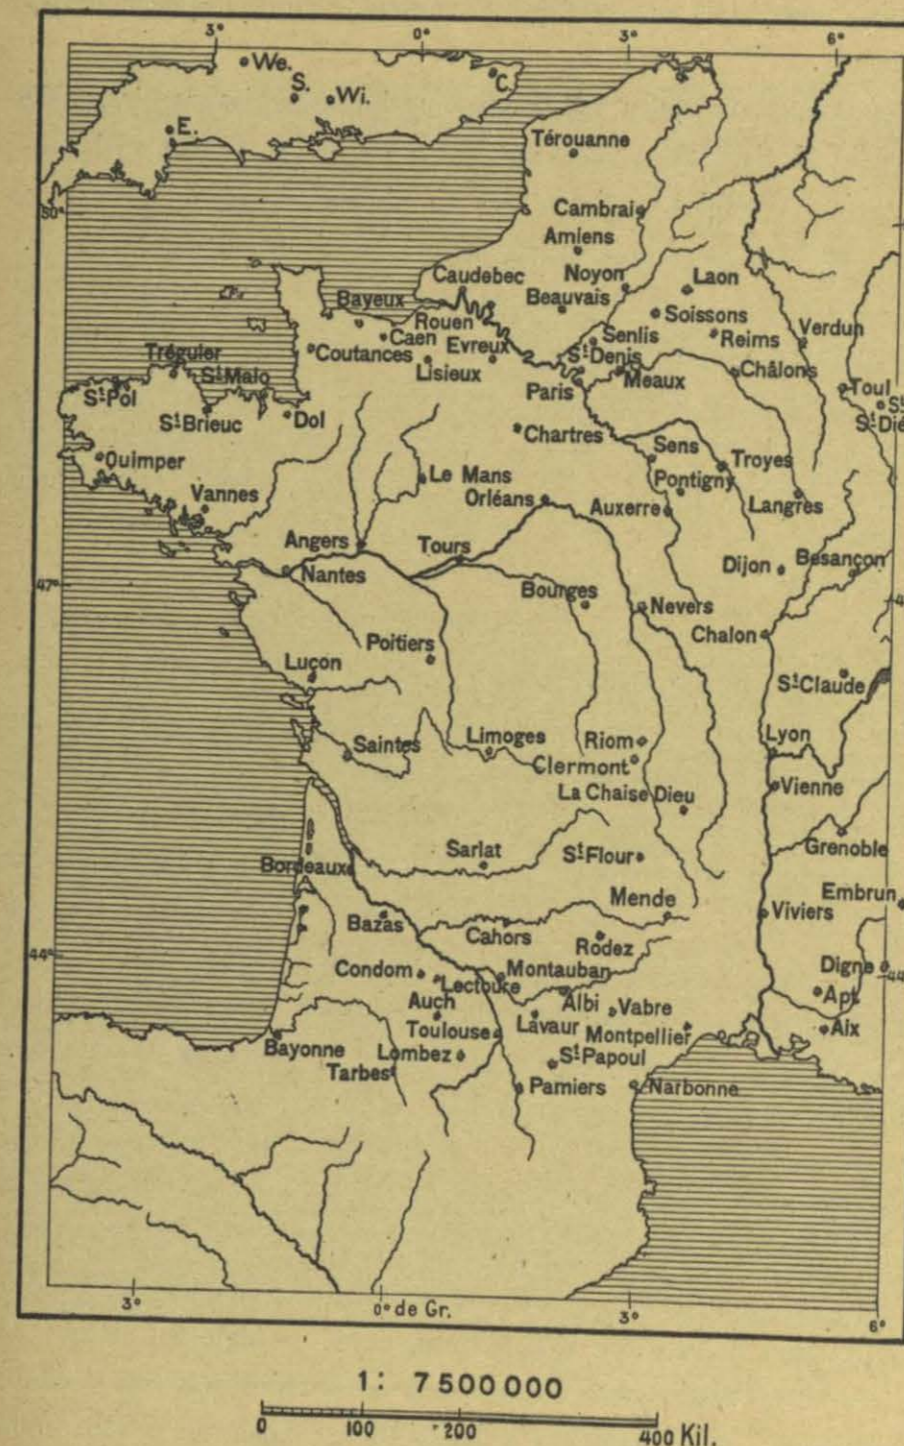 3° 0° 3° 6°
We.
S. Wi.
C.
E.
Térouanne
50°
Cambrai
Amiens
Caudebec Noyon Laon
Bayeux Beauvais
Rouen Soissons
Caen Senlis Reims Verdun
Tréguier Coutances Evreux St Denis
Lisieux
St Malo Paris Meaux Châlons
St Pol Toul
St Brieuc Dol St Dié
Chartres
Quimper Sens Troyes
Le Mans Pontigny
Vannes Orléans Auxerre Langres
Angers Tours
Nantes Dijon Besançon
47°
Bourges Nevers
Chalon
Poitiers
Luçon St Claude
Saintes Limoges Riom Lyon
Clermont
La Chaise Dieu Vienne
Sarlat St Flour Grenoble
Bordeaux
Mende Embrun
Bazas Viviers
Cahors Rodez
44°
Condom Montauban Digne 44
Lectoure
Auch Albi Vabre Apt
Toulouse Lavaur Montpellier Aix
Bayonne Lombez St Papoul
Tarbes Pamiers Narbonne
3° 0° de Gr. 3° 6°
1: 7 500 000
0 100 200 400 Kil.